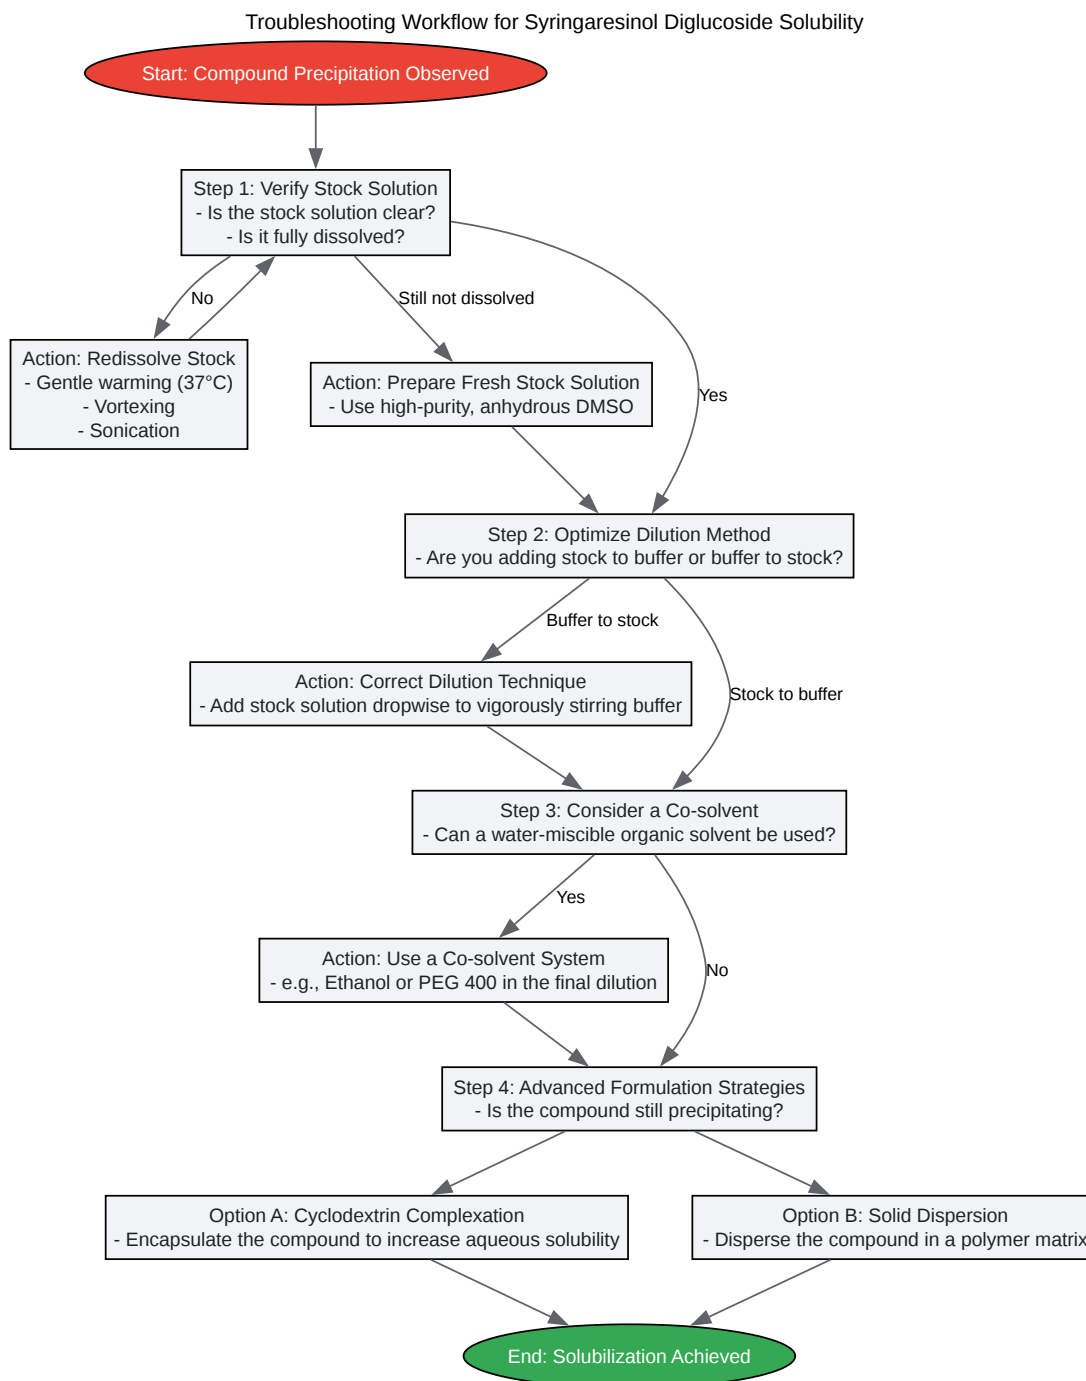 Troubleshooting Workflow for Syringaresinol Diglucoside Solubility
Start: Compound Precipitation Observed
Step 1: Verify Stock Solution
- Is the stock solution clear?
- Is it fully dissolved?
No
Still not dissolved
Yes
Action: Redissolve Stock
- Gentle warming (37°C)
- Vortexing
- Sonication
Action: Prepare Fresh Stock Solution
- Use high-purity, anhydrous DMSO
Step 2: Optimize Dilution Method
- Are you adding stock to buffer or buffer to stock?
Buffer to stock
Stock to buffer
Action: Correct Dilution Technique
- Add stock solution dropwise to vigorously stirring buffer
Step 3: Consider a Co-solvent
- Can a water-miscible organic solvent be used?
Yes
No
Action: Use a Co-solvent System
- e.g., Ethanol or PEG 400 in the final dilution
Step 4: Advanced Formulation Strategies
- Is the compound still precipitating?
Option A: Cyclodextrin Complexation
- Encapsulate the compound to increase aqueous solubility
Option B: Solid Dispersion
- Disperse the compound in a polymer matrix
End: Solubilization Achieved